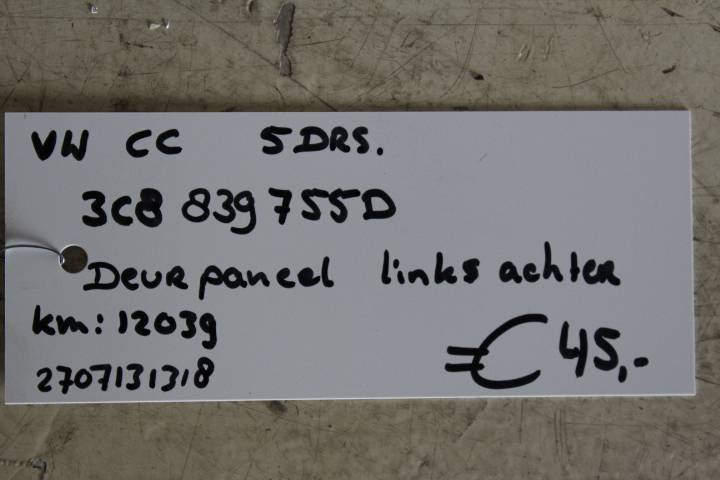 VW CC 5DRS.
3C8 839 755D
Deurpaneel links achter
km: 12039
€ 45,-
2707131318